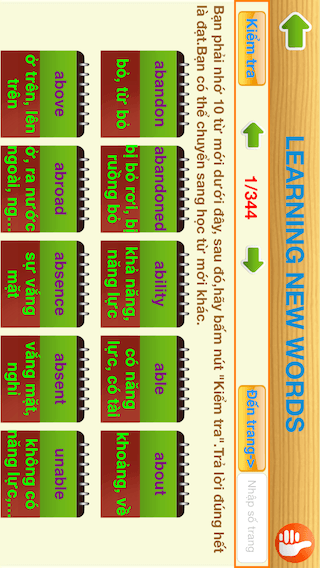 LEARNING NEW WORDS
Kiểm tra
1/344
Đến trang->
Nhập số trang
Bạn phải nhớ 10 từ mới dưới đây, sau đó,hãy bấm nút "Kiểm tra".Trả lời đúng hết
là đạt.Bạn có thể chuyển sang học từ mới khác.
abandon
bỏ, từ bỏ
abandoned
bị bỏ rơi, bị
ruồng bỏ
ability
khả năng,
năng lực
able
có năng
lực, có tài
about
khoảng, về
above
ở trên, lên
trên
abroad
ở, ra nước
ngoài, ng...
absence
sự vắng
mặt
absent
vắng mặt,
nghỉ
unable
không có
năng lực,...